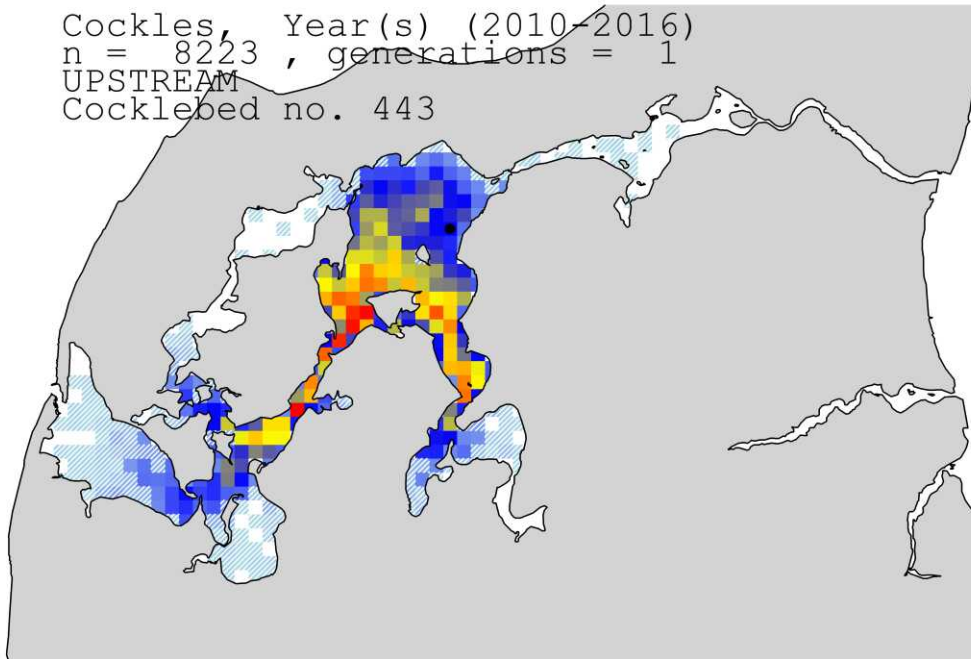 Cockles, Year(s) (2010-2016)
n = 8223 , generations = 1
UPSTREAM
Cocklebed no. 443